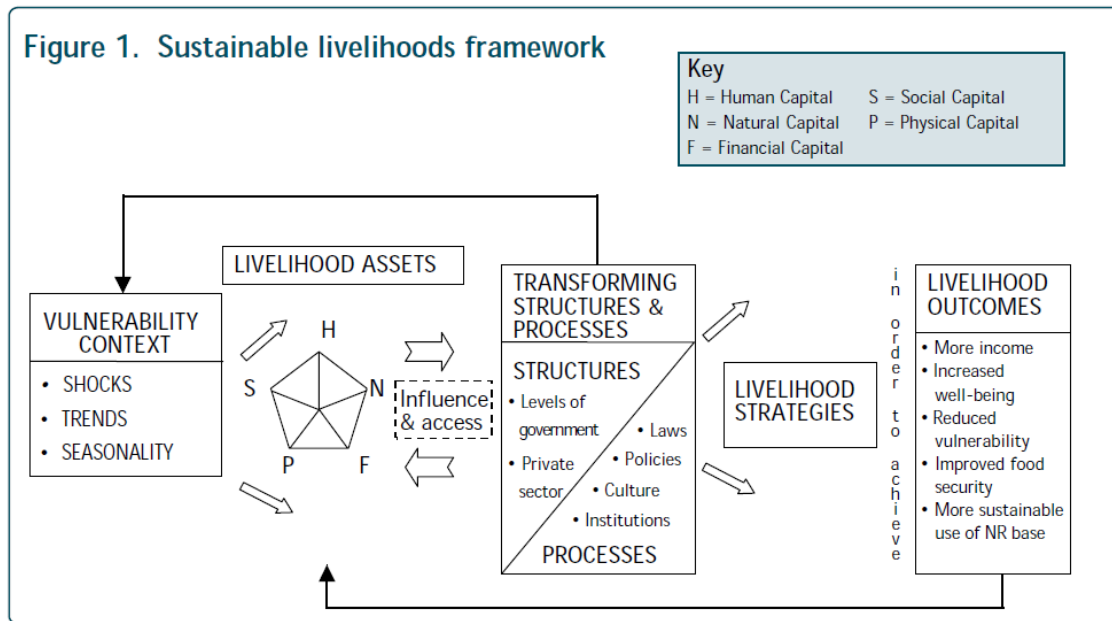 Figure 1. Sustainable livelihoods framework
Key
H = Human Capital S = Social Capital
N = Natural Capital P = Physical Capital
F = Financial Capital
VULNERABILITY
CONTEXT
• SHOCKS
• TRENDS
• SEASONALITY
LIVELIHOOD ASSETS
H
S
N
P
F
Influence
& access
TRANSFORMING
STRUCTURES &
PROCESSES
STRUCTURES
• Levels of
government
• Private
sector
• Laws
• Policies
• Culture
• Institutions
PROCESSES
LIVELIHOOD
STRATEGIES
in order to achieve
LIVELIHOOD
OUTCOMES
• More income
• Increased
well-being
• Reduced
vulnerability
• Improved food
security
• More sustainable
use of NR base